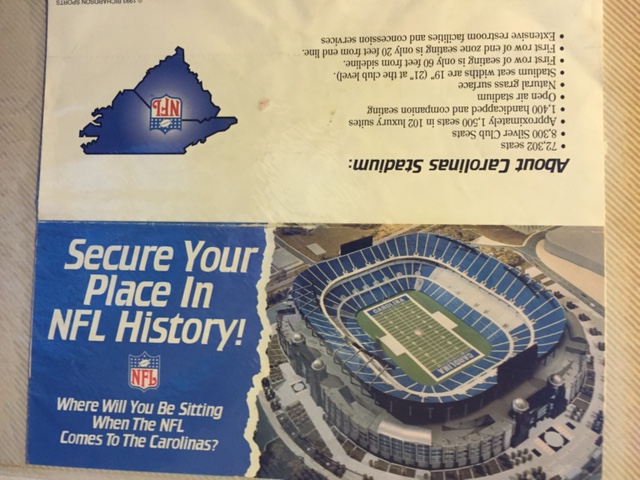 © 1993 RICHARDSON SPORTS
About Carolinas Stadium:
• 72,302 seats
• 8,300 Silver Club Seats
• Approximately 1,500 seats in 102 luxury suites
• 1,400 handicapped and companion seating
• Open air stadium
• Natural grass surface
• Stadium seat widths are 19" (21" at the club level).
• First row of seating is only 60 feet from sideline.
• First row of end zone seating is only 20 feet from end line.
• Extensive restroom facilities and concession services
NFL
Secure Your
Place In
NFL History!
NFL
Where Will You Be Sitting
When The NFL
Comes To The Carolinas?
CAROLINA